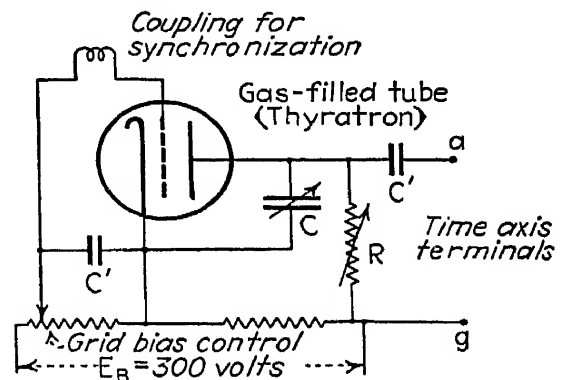 Coupling for
synchronization
Gas-filled tube
(Thyratron)
a
C'
C
R
Time axis
terminals
C'
Grid bias control
g
E_B = 300 volts